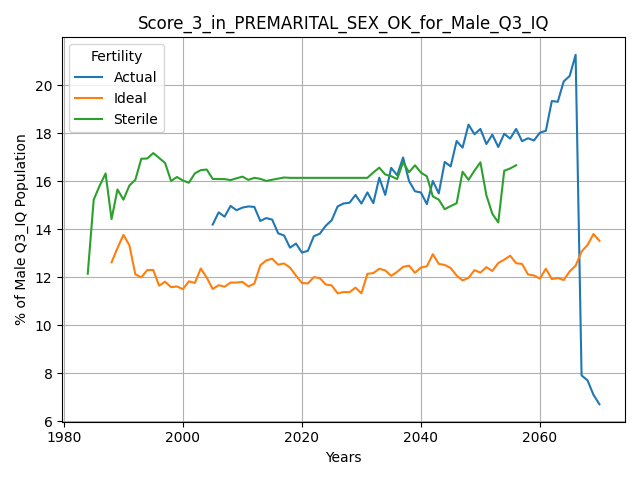 Score_3_in_PREMARITAL_SEX_OK_for_Male_Q3_IQ
Fertility
Actual
Ideal
Sterile
% of Male Q3_IQ Population
20
18
16
14
12
10
8
6
1980
2000
2020
2040
2060
Years